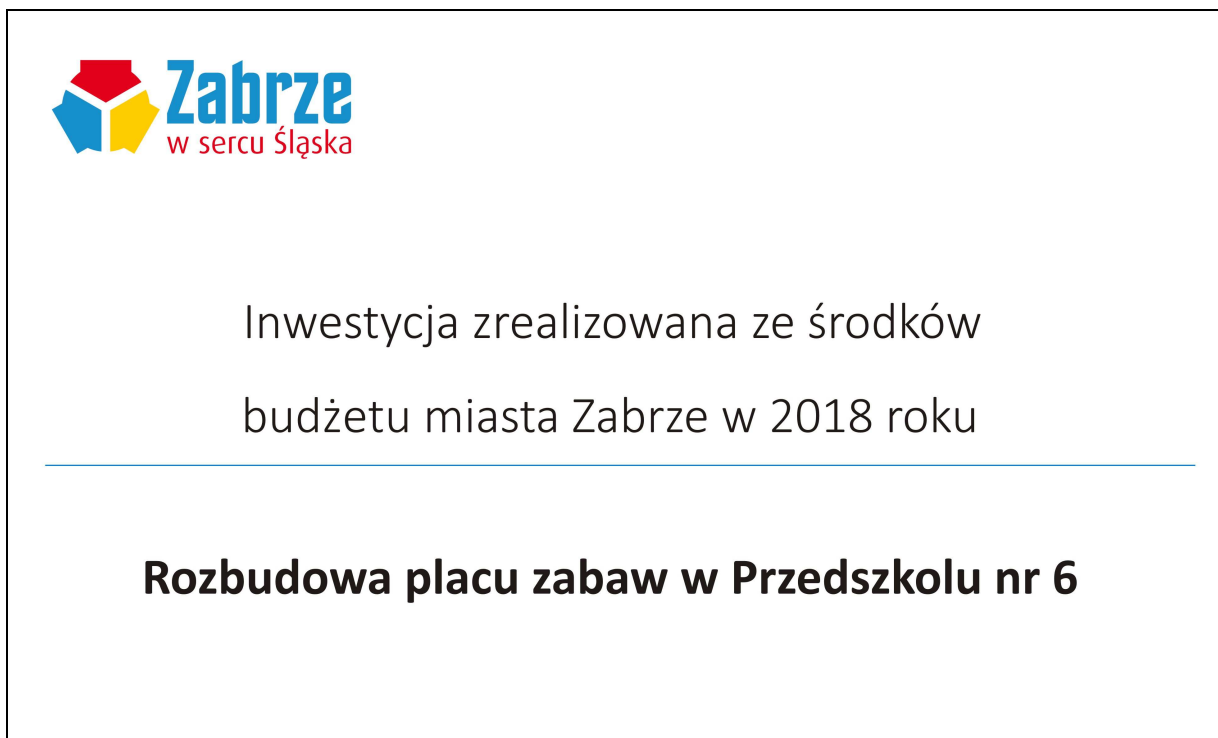 Zabrze
w sercu Śląska
Inwestycja zrealizowana ze środków
budżetu miasta Zabrze w 2018 roku
Rozbudowa placu zabaw w Przedszkolu nr 6